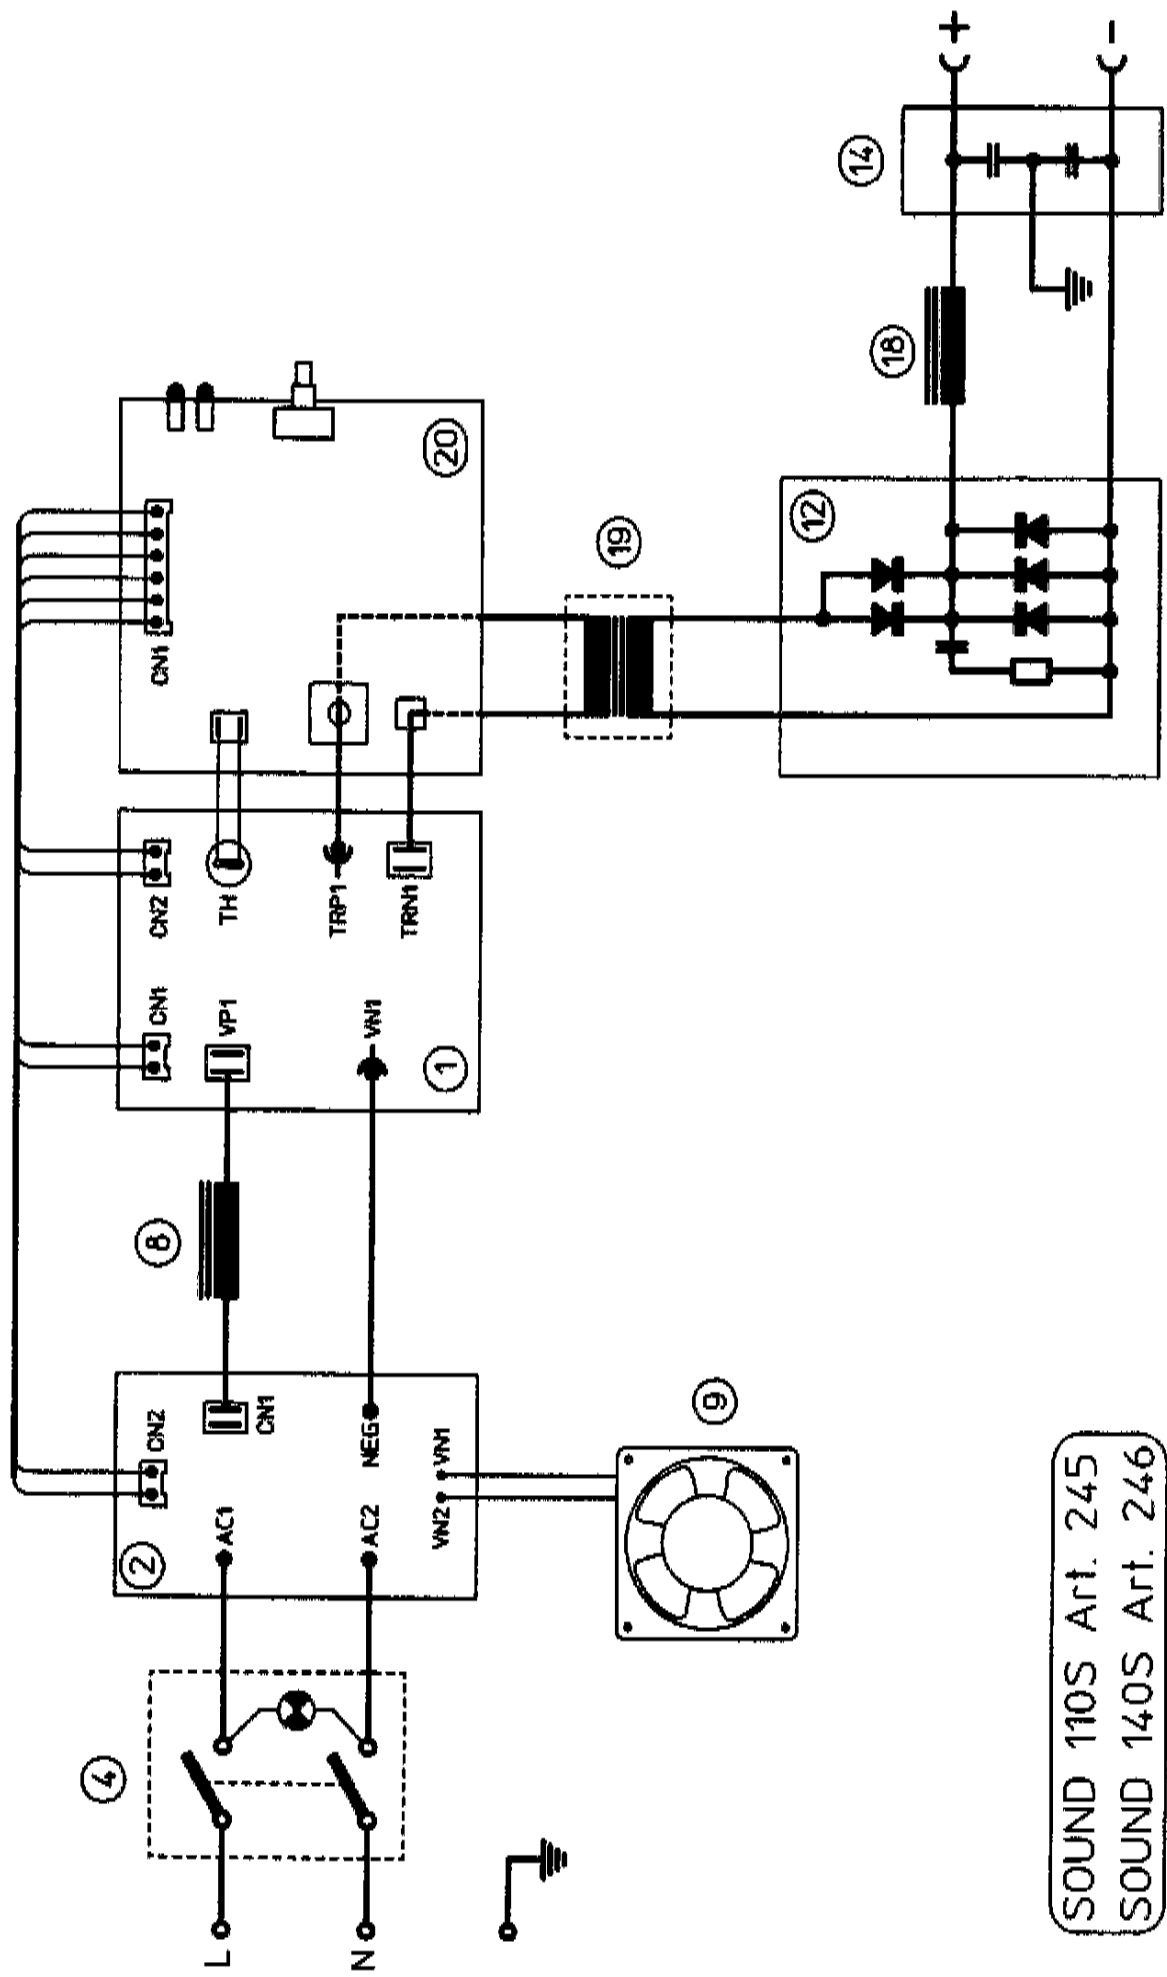 L
N
4
2
AC1
AC2
CN2
CN1
NEG
VN2
VN1
9
8
CN1
VP1
VN1
1
CN2
TH
TRP1
TRN1
CN1
20
19
12
18
14
+
-
SOUND 110S Art. 245
SOUND 140S Art. 246